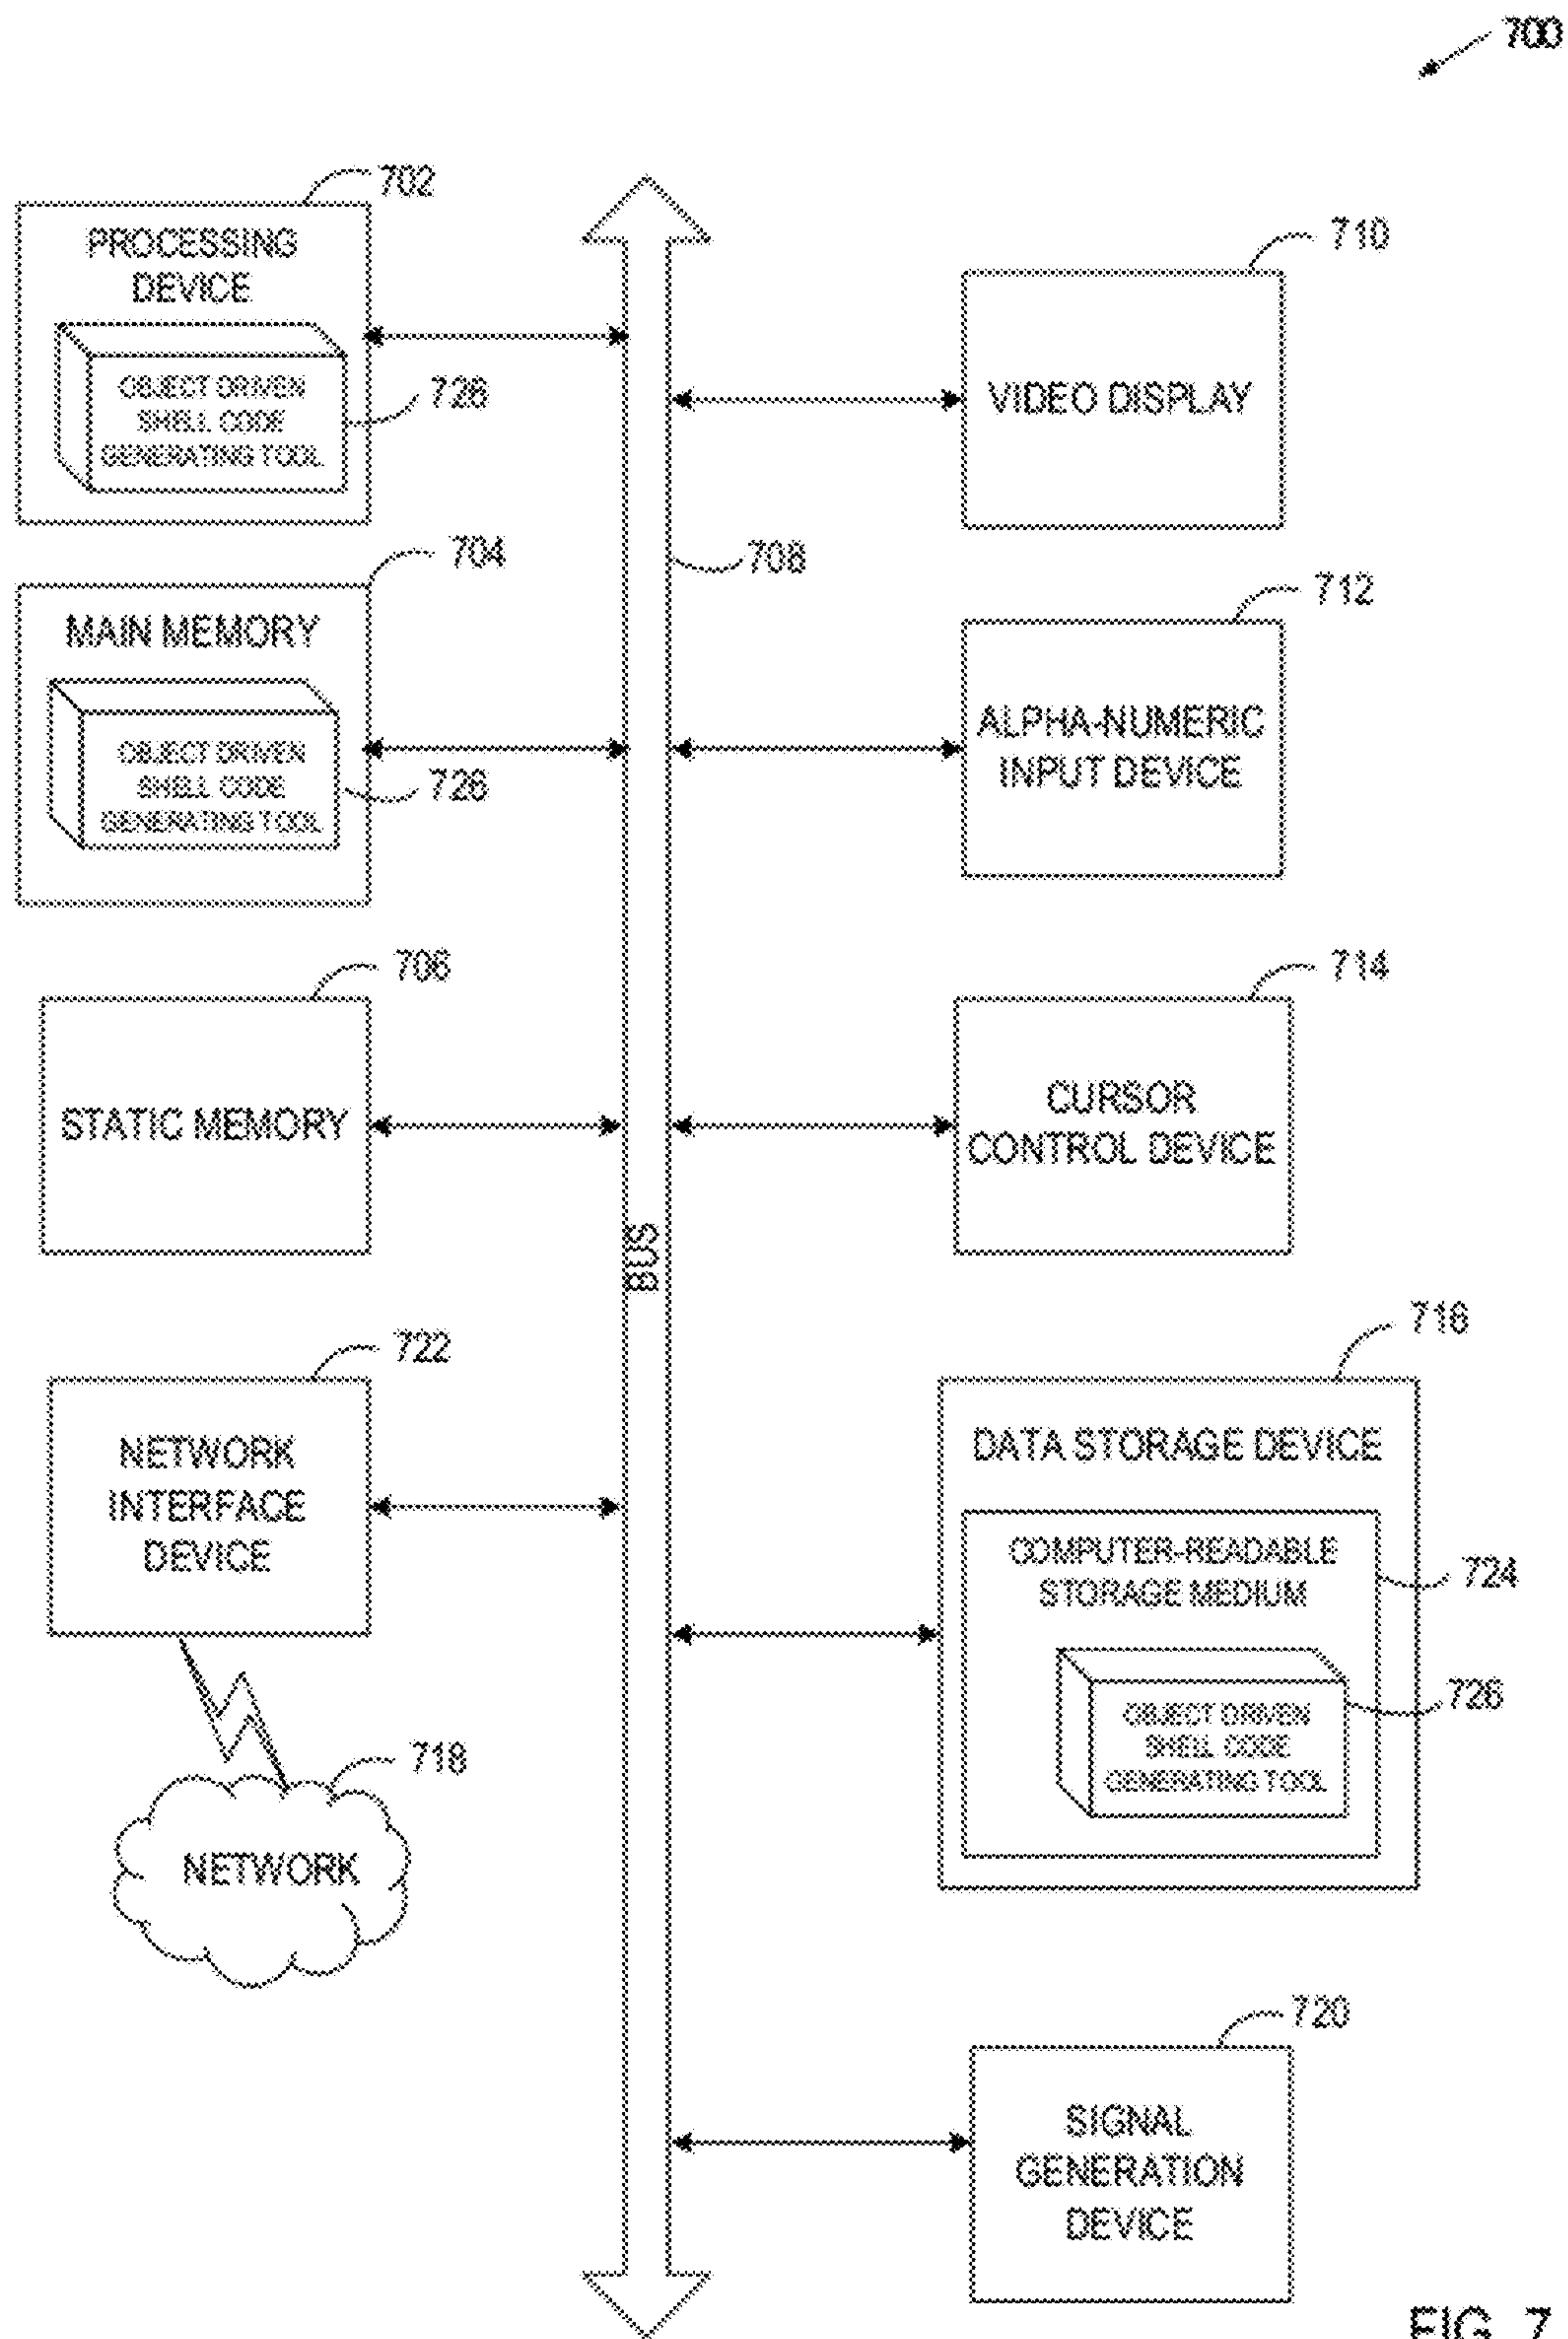 700
702
PROCESSING
DEVICE
OBJECT DRIVEN
SHELL CODE
GENERATING TOOL
726
710
VIDEO DISPLAY
704
MAIN MEMORY
OBJECT DRIVEN
SHELL CODE
GENERATING TOOL
726
708
712
ALPHA-NUMERIC
INPUT DEVICE
706
STATIC MEMORY
714
CURSOR
CONTROL DEVICE
BUS
722
NETWORK
INTERFACE
DEVICE
716
DATA STORAGE DEVICE
COMPUTER-READABLE
STORAGE MEDIUM
724
OBJECT DRIVEN
SHELL CODE
GENERATING TOOL
726
718
NETWORK
720
SIGNAL
GENERATION
DEVICE
FIG. 7